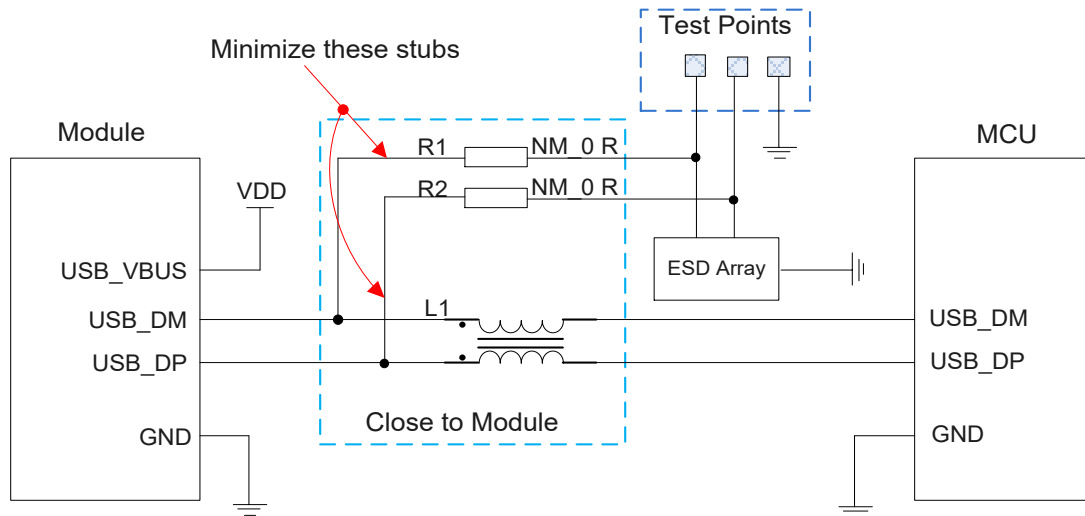 Test Points
Minimize these stubs
Module
MCU
R1 NM_0 R
VDD
R2 NM_0 R
USB_VBUS
ESD Array
L1
USB_DM
USB_DM
USB_DP
USB_DP
Close to Module
GND
GND